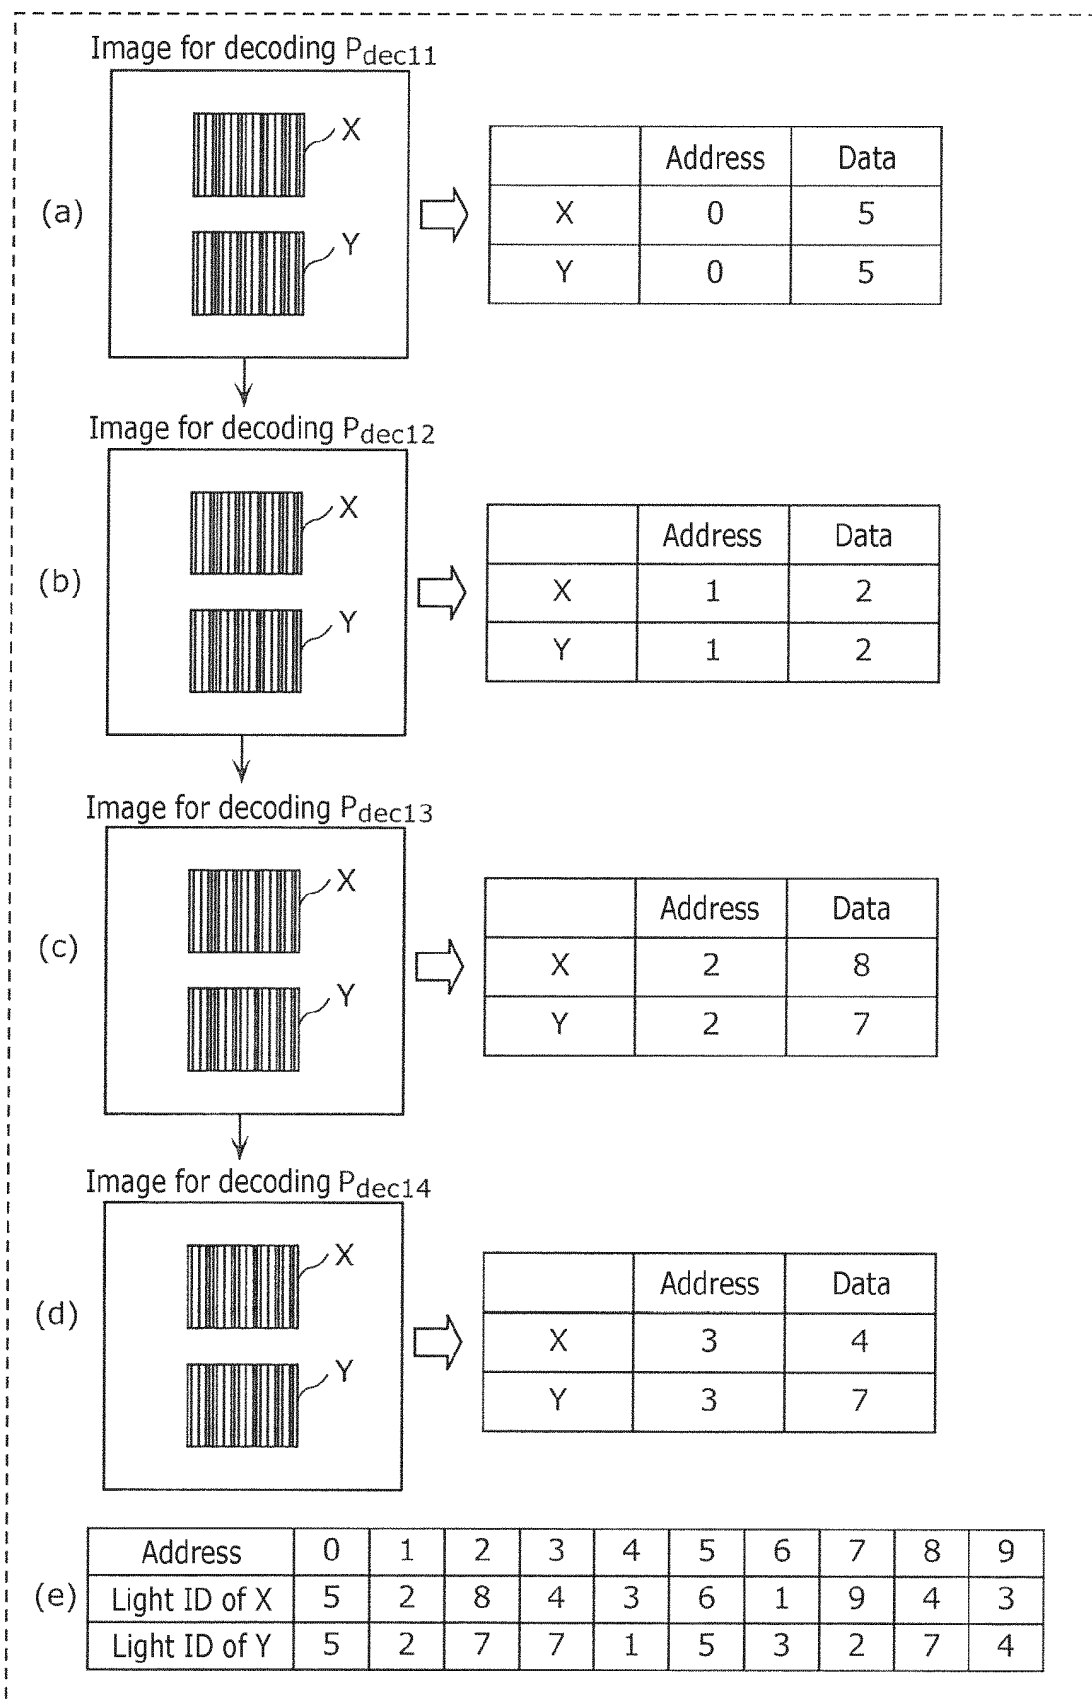 Image for decoding Pdec11
X
Y
(a)
Address Data
X 0 5
Y 0 5
Image for decoding Pdec12
X
Y
(b)
Address Data
X 1 2
Y 1 2
Image for decoding Pdec13
X
Y
(c)
Address Data
X 2 8
Y 2 7
Image for decoding Pdec14
X
Y
(d)
Address Data
X 3 4
Y 3 7
(e)
Address 0 1 2 3 4 5 6 7 8 9
Light ID of X 5 2 8 4 3 6 1 9 4 3
Light ID of Y 5 2 7 7 1 5 3 2 7 4